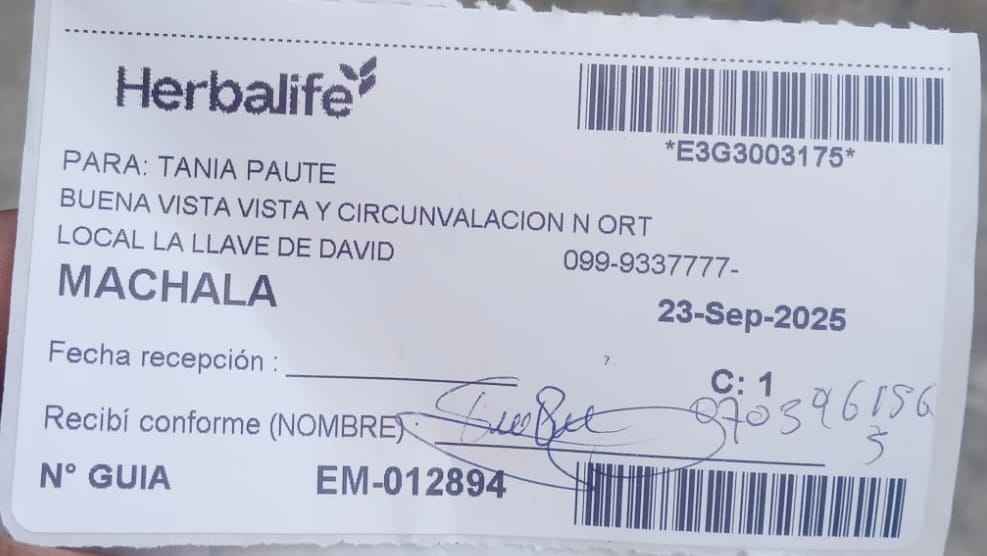 Herbalife
*E3G3003175*
PARA: TANIA PAUTE
BUENA VISTA VISTA Y CIRCUNVALACION N ORT
LOCAL LA LLAVE DE DAVID 099-9337777-
MACHALA
23-Sep-2025
Fecha recepción :
C: 1
Recibí conforme (NOMBRE)
N° GUIA EM-012894